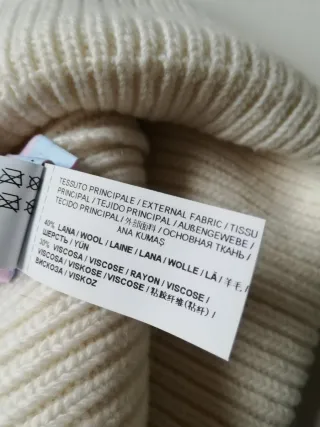 TESSUTO PRINCIPALE / EXTERNAL FABRIC / TISSU
PRINCIPAL / TEJIDO PRINCIPAL / AUßENGEWEBE /
TECIDO PRINCIPAL / 外部面料 / ОСНОВНАЯ ТКАНЬ /
ANA KUMAŞ
40% LANA / WOOL / LAINE / LANA / WOLLE / LÃ / 羊毛 /
ШЕРСТЬ / YÜN
30% VISCOSA / VISCOSE / RAYON / VISCOSE /
VISCOSA / VISKOSE / VISCOSA / 粘胶纤维(粘纤) /
ВИСКОЗА / VISKOZ